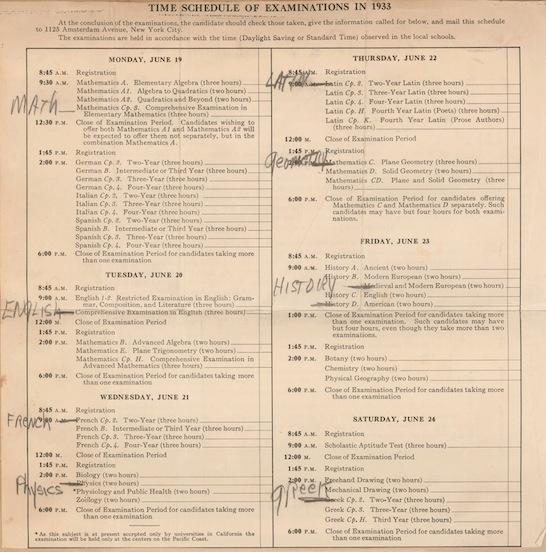 TIME SCHEDULE OF EXAMINATIONS IN 1933
At the conclusion of the examinations, the candidate should check those taken, give the information called for below, and mail this schedule
to 1125 Amsterdam Avenue, New York City.
The examinations are held in accordance with the time (Daylight Saving or Standard Time) observed in the local schools.
MONDAY, JUNE 19
8:45 A.M. Registration
9:30 A.M. Mathematics A. Elementary Algebra (three hours)
Mathematics A1. Algebra to Quadratics (two hours)
Mathematics A2. Quadratics and Beyond (two hours)
MATH
Mathematics Cp. 3. Comprehensive Examination in
Elementary Mathematics (three hours)
12:30 P.M. Close of Examination Period. Candidates wishing to
offer both Mathematics A1 and Mathematics A2 will
be expected to offer them not separately, but in the
combination Mathematics A.
1:45 P.M. Registration
2:00 P.M. German Cp. 2. Two-Year (three hours)
German B. Intermediate or Third Year (three hours)
German Cp. 3. Three-Year (three hours)
German Cp. 4. Four-Year (three hours)
Italian Cp. 2. Two-Year (three hours)
Italian Cp. 3. Three-Year (three hours)
Italian Cp. 4. Four-Year (three hours)
Spanish Cp. 2. Two-Year (three hours)
Spanish B. Intermediate or Third Year (three hours)
Spanish Cp. 3. Three-Year (three hours)
Spanish Cp. 4. Four-Year (three hours)
6:00 P.M. Close of Examination Period for candidates taking more
than one examination
TUESDAY, JUNE 20
8:45 A.M. Registration
9:00 A.M. English 1-2. Restricted Examination in English: Gram-
mar, Composition, and Literature (three hours)
ENGLISH
Comprehensive Examination in English (three hours)
12:00 M. Close of Examination Period
1:45 P.M. Registration
2:00 P.M. Mathematics B. Advanced Algebra (two hours)
Mathematics E. Plane Trigonometry (two hours)
Mathematics Cp. H. Comprehensive Examination in
Advanced Mathematics (three hours)
6:00 P.M. Close of Examination Period for candidates taking more
than one examination
WEDNESDAY, JUNE 21
8:45 A.M. Registration
FRENCH
French Cp. 2. Two-Year (three hours)
French B. Intermediate or Third Year (three hours)
French Cp. 3. Three-Year (three hours)
French Cp. 4. Four-Year (three hours)
12:00 M. Close of Examination Period
1:45 P.M. Registration
2:00 P.M. Biology (two hours)
Physics
Physics (two hours)
*Physiology and Public Health (two hours)
Zoölogy (two hours)
6:00 P.M. Close of Examination Period for candidates taking more
than one examination
* As this subject is at present accepted only by universities in California the
examination will be held only at the centers on the Pacific Coast.
THURSDAY, JUNE 22
8:45 A.M. Registration
LATIN
Latin Cp. 2. Two-Year Latin (three hours)
Latin Cp. 3. Three-Year Latin (three hours)
Latin Cp. 4. Four-Year Latin (three hours)
Latin Cp. H. Fourth Year Latin (Poets) (three hours)
Latin Cp. K. Fourth Year Latin (Prose Authors)
(three hours)
12:00 M. Close of Examination Period
1:45 P.M. Registration
Mathematics C. Plane Geometry (three hours)
Mathematics D. Solid Geometry (two hours)
Mathematics CD. Plane and Solid Geometry (three
hours)
6:00 P.M. Close of Examination Period for candidates offering
Mathematics C and Mathematics D separately. Such
candidates may have but four hours for both exami-
nations.
FRIDAY, JUNE 23
8:45 A.M. Registration
9:00 A.M. History A. Ancient (two hours)
History B. Modern European (two hours)
HISTORY
Medieval and Modern European (two hours)
History C. English (two hours)
History D. American (two hours)
1:00 P.M. Close of Examination Period for candidates taking more
than one examination. Such candidates may have
but four hours, even though they take more than two
examinations.
1:45 P.M. Registration
2:00 P.M. Botany (two hours)
Chemistry (two hours)
Physical Geography (two hours)
6:00 P.M. Close of Examination Period for candidates taking more
than one examination
SATURDAY, JUNE 24
8:45 A.M. Registration
9:00 A.M. Scholastic Aptitude Test (three hours)
12:00 M. Close of Examination Period
1:45 P.M. Registration
2:00 P.M. Freehand Drawing (two hours)
Mechanical Drawing (two hours)
greek
Greek Cp. 2. Two-Year (three hours)
Greek Cp. 3. Three-Year (three hours)
Greek Cp. H. Third Year (three hours)
6:00 P.M. Close of Examination Period for candidates taking more
than one examination